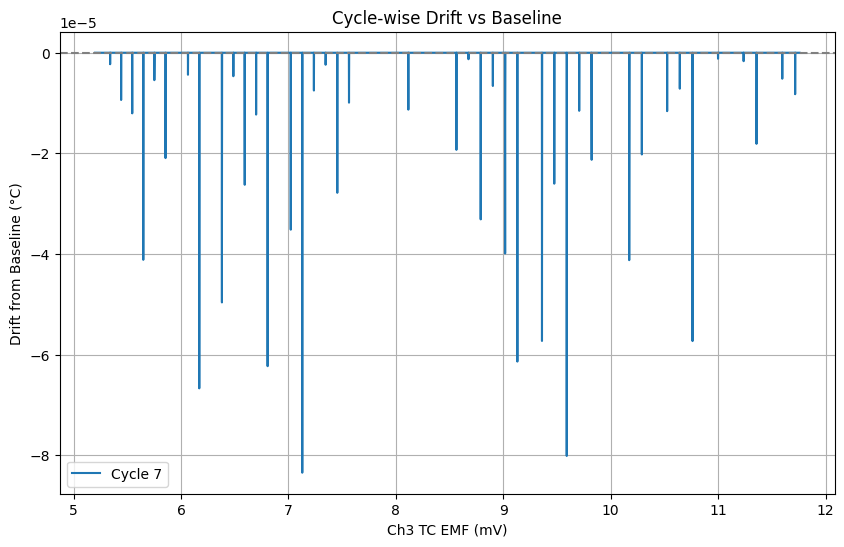 Cycle-wise Drift vs Baseline
1e−5
0
−2
−4
−6
−8
Drift from Baseline (°C)
Cycle 7
5 6 7 8 9 10 11 12
Ch3 TC EMF (mV)